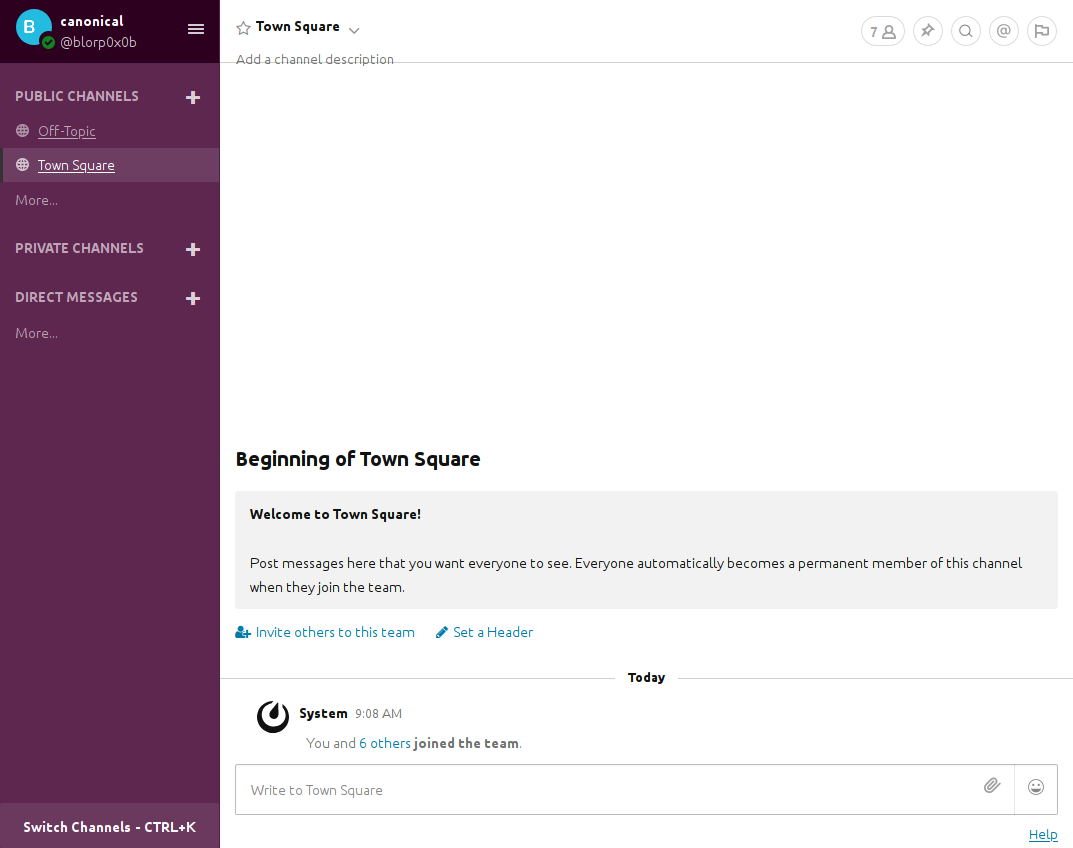 B
canonical
@blorp0x0b
PUBLIC CHANNELS
Off-Topic
Town Square
More...
PRIVATE CHANNELS
DIRECT MESSAGES
More...
Switch Channels - CTRL+K
Town Square
Add a channel description
7
@
Beginning of Town Square
Welcome to Town Square!
Post messages here that you want everyone to see. Everyone automatically becomes a permanent member of this channel
when they join the team.
Invite others to this team Set a Header
Today
System 9:08 AM
You and 6 others joined the team.
Write to Town Square
Help